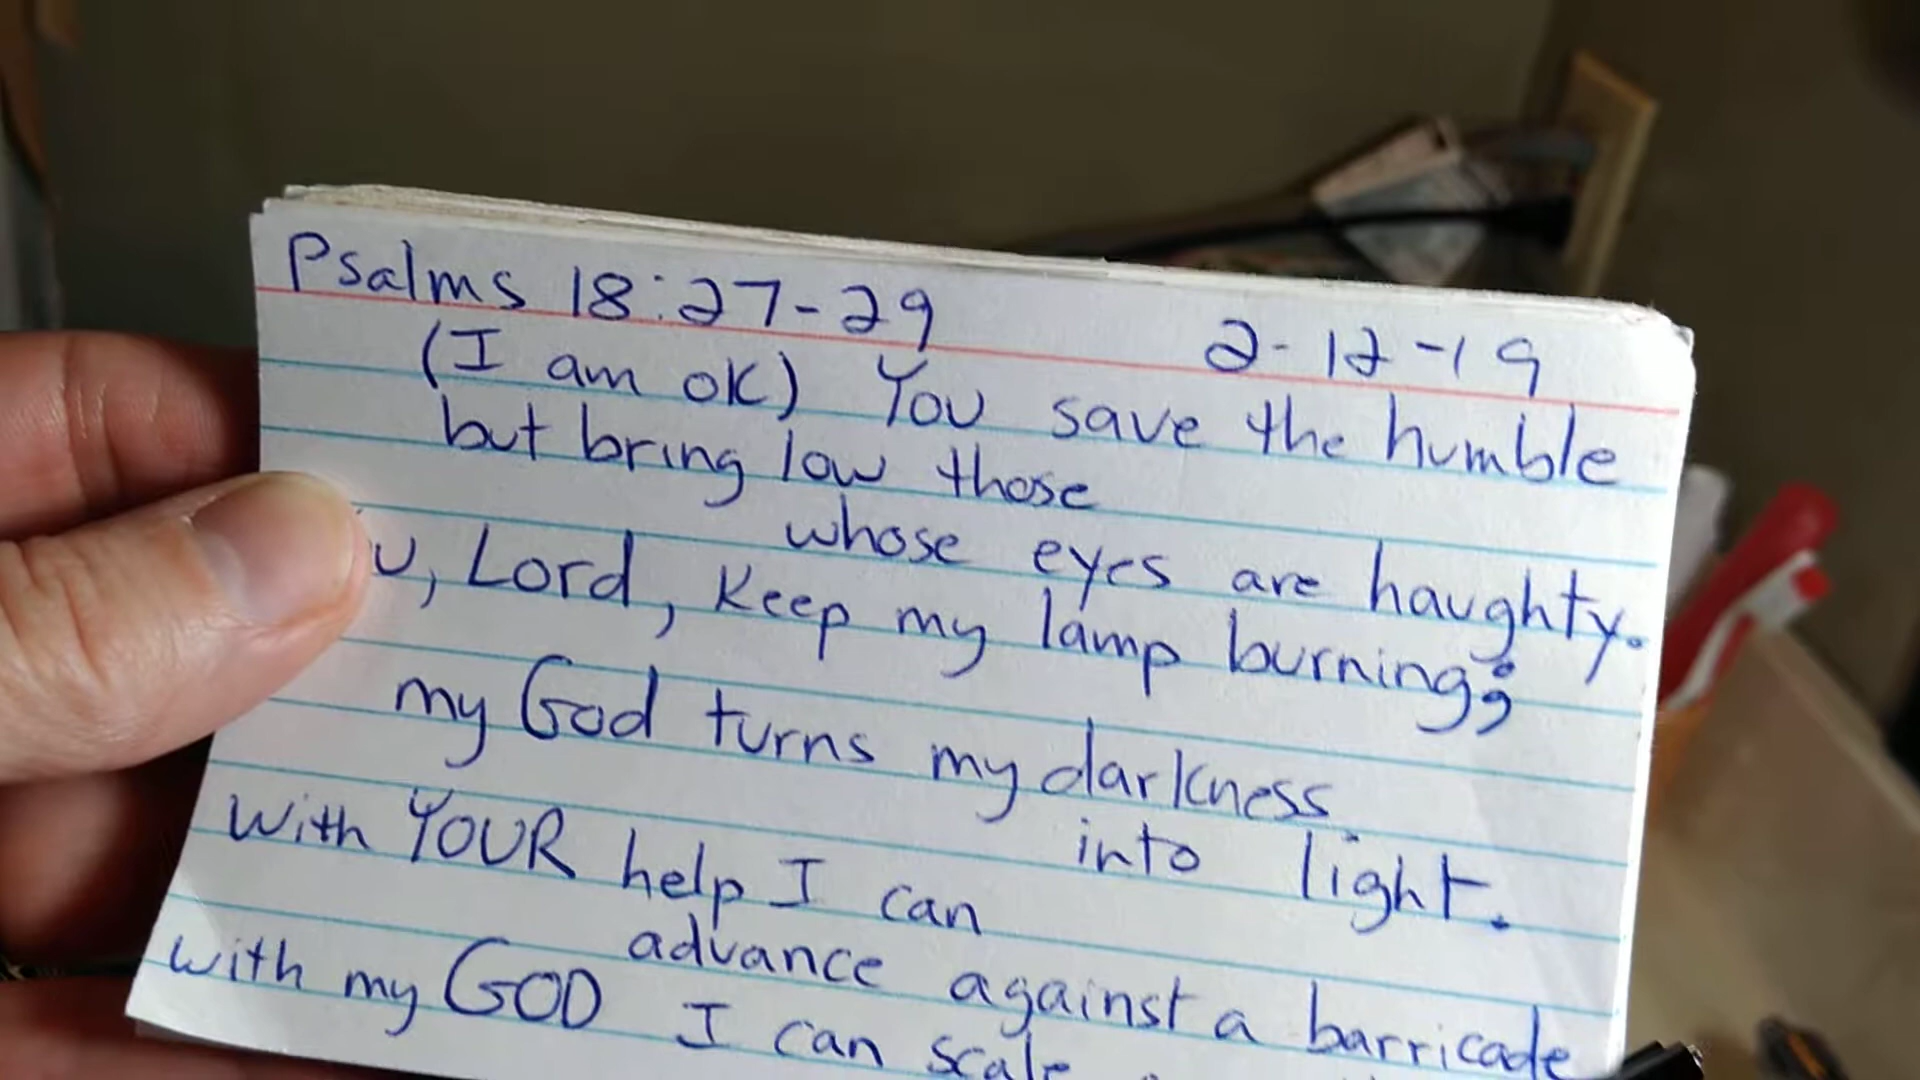 Psalms 18:27-29 2-12-19
(I am ok) You save the humble
but bring low those
whose eyes are haughty.
u, Lord, keep my lamp burning;
my God turns my darkness
into light.
With YOUR help I can
advance against a barricade
with my GOD I can scale